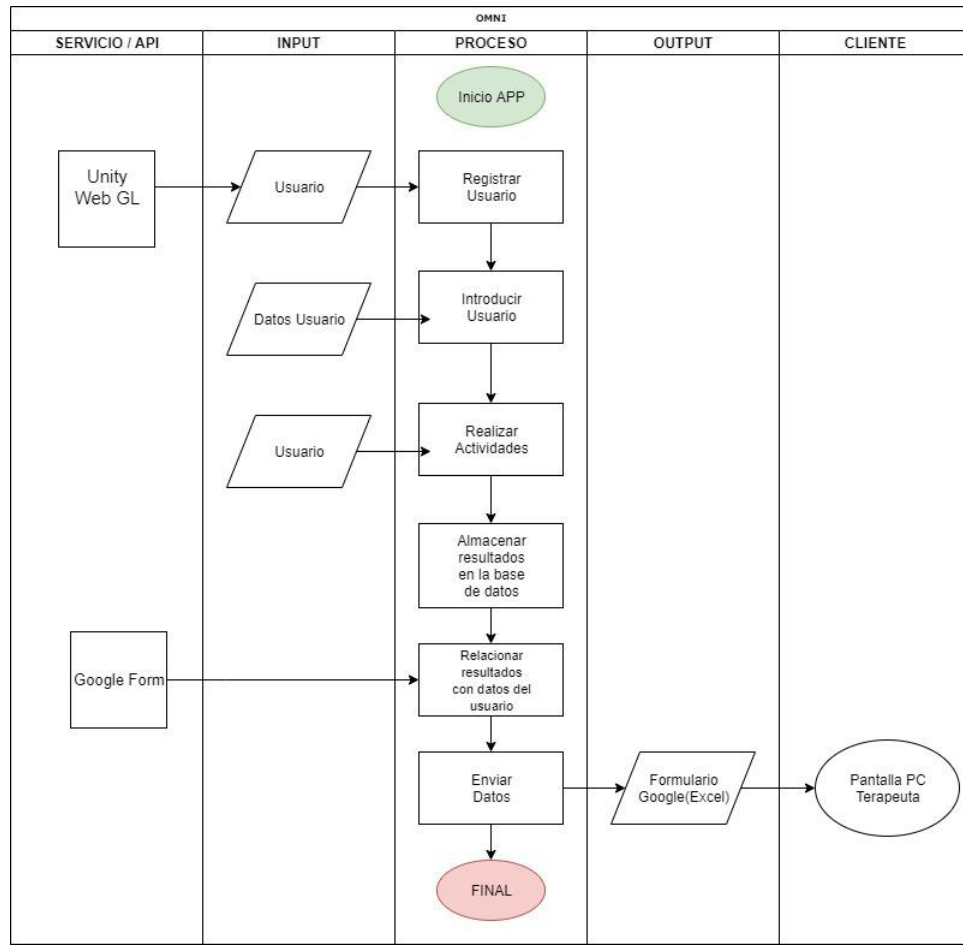 OMNI
SERVICIO / API
INPUT
PROCESO
OUTPUT
CLIENTE
Inicio APP
Unity
Web GL
Usuario
Registrar
Usuario
Datos Usuario
Introducir
Usuario
Usuario
Realizar
Actividades
Almacenar
resultados
en la base
de datos
Google Form
Relacionar
resultados
con datos del
usuario
Enviar
Datos
Formulario
Google(Excel)
Pantalla PC
Terapeuta
FINAL